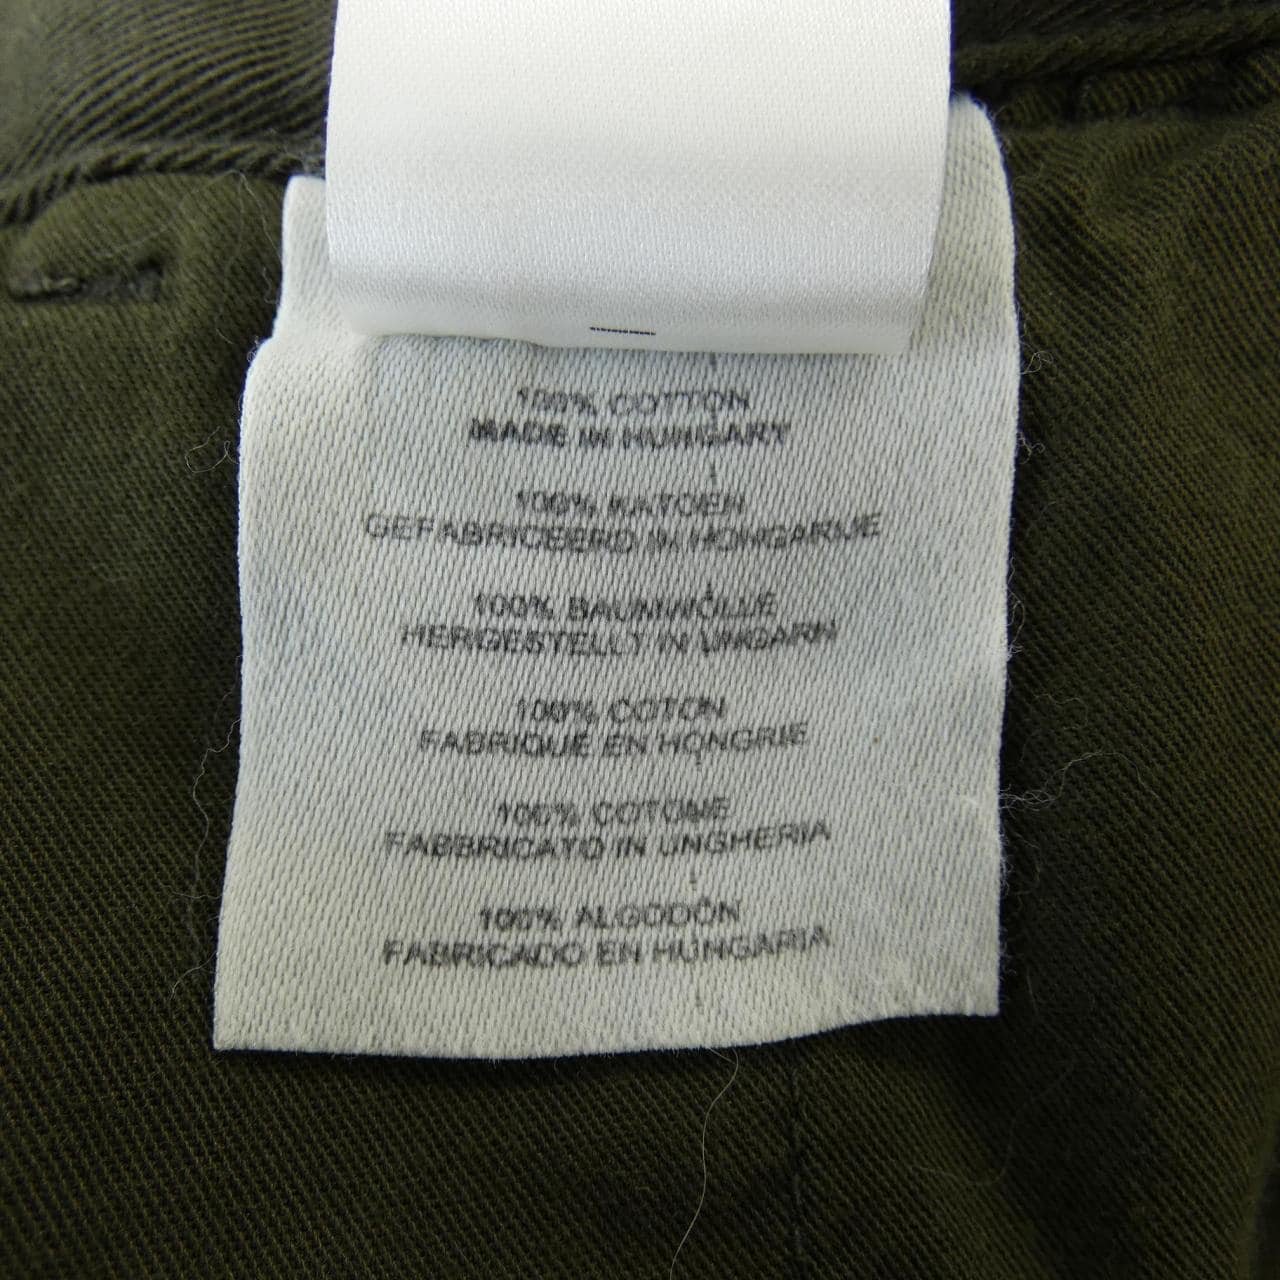 100% COTTON
MADE IN HUNGARY
100% KATOEN
GEFABRICEERD IN HONGARIJE
100% BAUMWOLLE
HERGESTELLT IN UNGARN
100% COTON
FABRIQUE EN HONGRIE
100% COTONE
FABBRICATO IN UNGHERIA
100% ALGODÓN
FABRICADO EN HUNGARIA